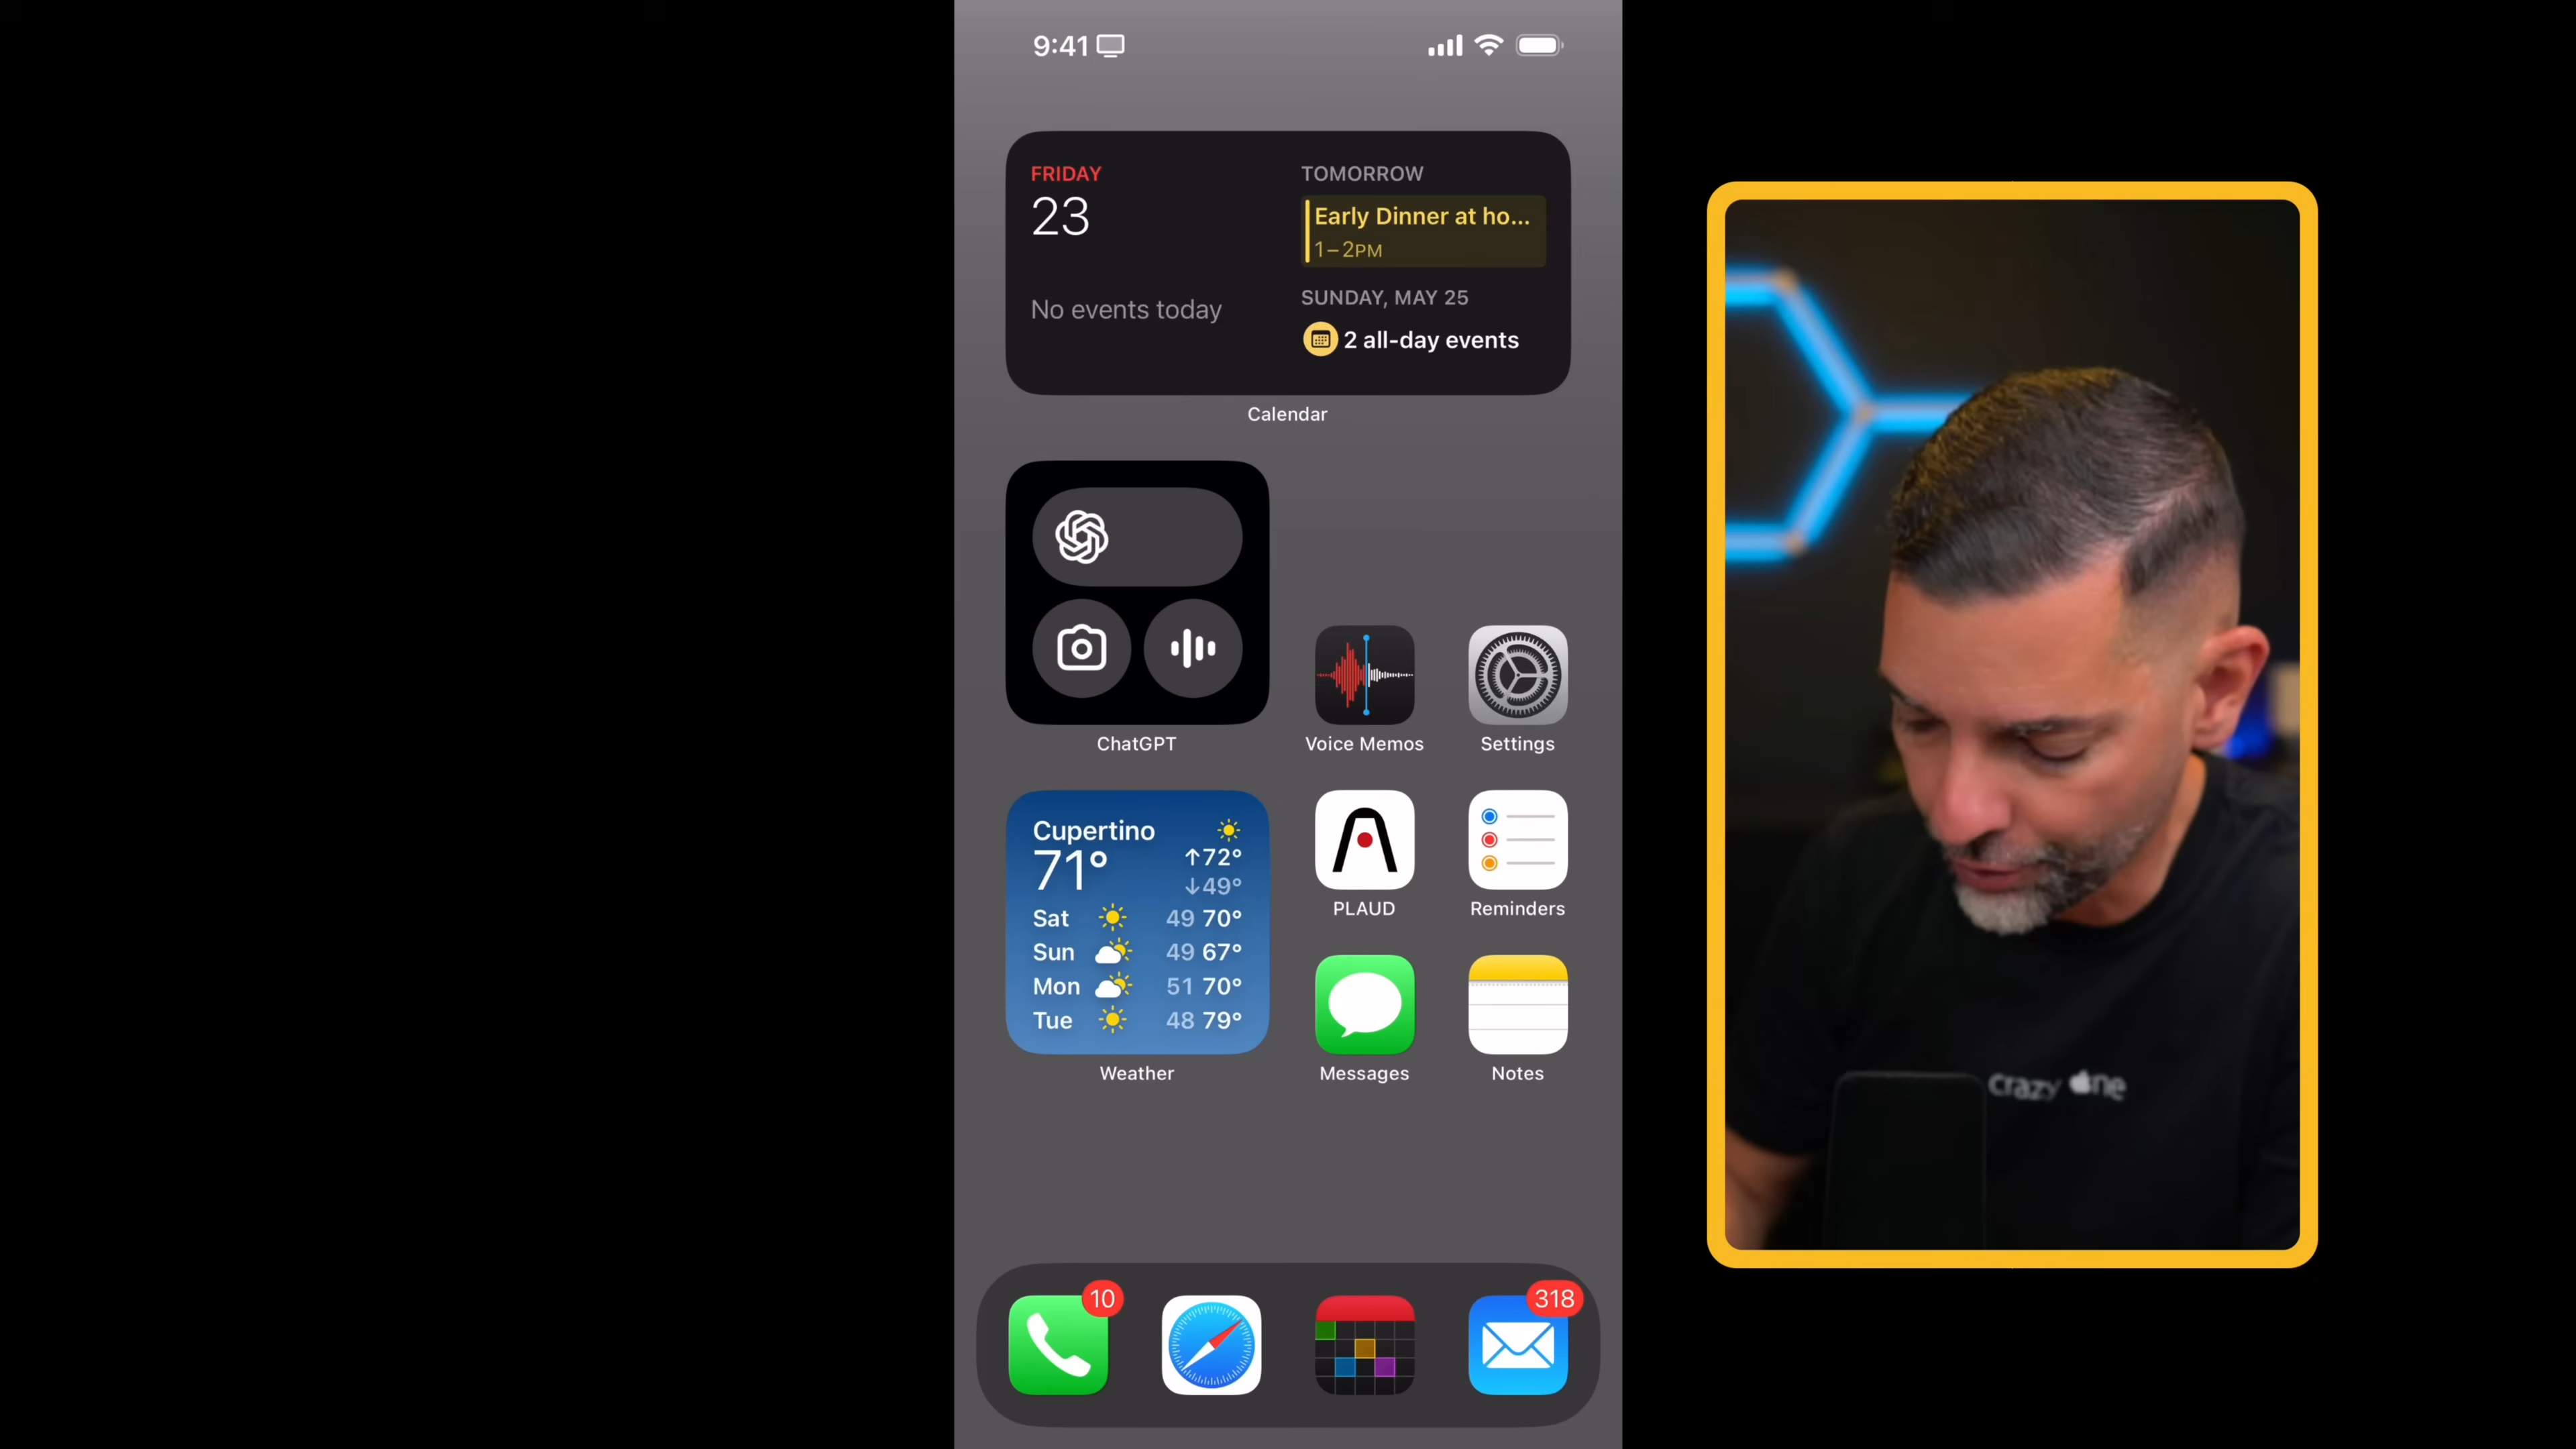 9:41
FRIDAY
23
No events today
TOMORROW
Early Dinner at ho...
1–2PM
SUNDAY, MAY 25
2 all-day events
Calendar
ChatGPT
Voice Memos
Settings
Cupertino
71°
↑72°
↓49°
Sat 49 70°
Sun 49 67°
Mon 51 70°
Tue 48 79°
Weather
PLAUD
Reminders
Messages
Notes
10
318
crazy ne